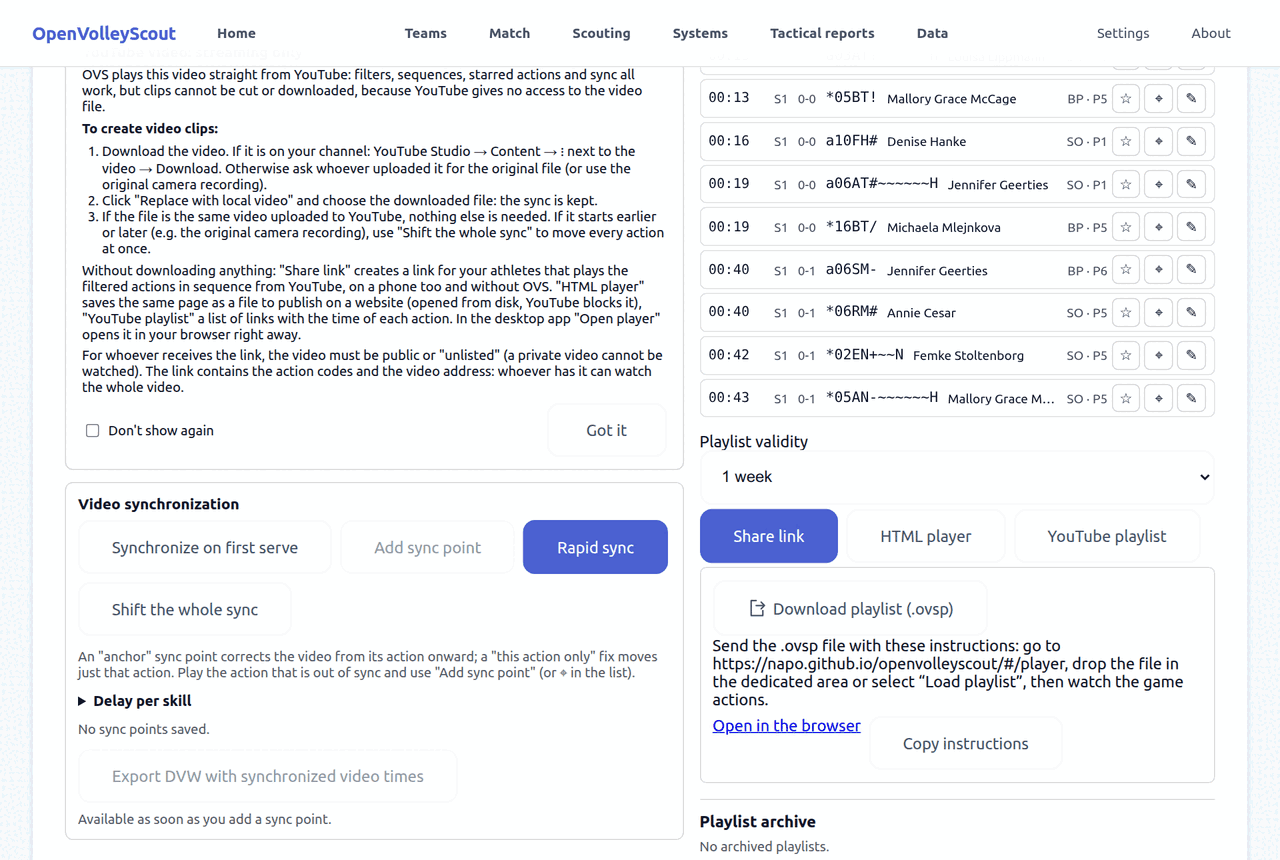 OpenVolleyScout
Home
Teams
Match
Scouting
Systems
Tactical reports
Data
Settings
About
OVS plays this video straight from YouTube: filters, sequences, starred actions and sync all
work, but clips cannot be cut or downloaded, because YouTube gives no access to the video
file.
To create video clips:
1. Download the video. If it is on your channel: YouTube Studio → Content → ⋮ next to the
video → Download. Otherwise ask whoever uploaded it for the original file (or use the
original camera recording).
2. Click "Replace with local video" and choose the downloaded file: the sync is kept.
3. If the file is the same video uploaded to YouTube, nothing else is needed. If it starts earlier
or later (e.g. the original camera recording), use "Shift the whole sync" to move every action
at once.
Without downloading anything: "Share link" creates a link for your athletes that plays the
filtered actions in sequence from YouTube, on a phone too and without OVS. "HTML player"
saves the same page as a file to publish on a website (opened from disk, YouTube blocks it),
"YouTube playlist" a list of links with the time of each action. In the desktop app "Open player"
opens it in your browser right away.
For whoever receives the link, the video must be public or "unlisted" (a private video cannot be
watched). The link contains the action codes and the video address: whoever has it can watch
the whole video.
Don't show again
Got it
Video synchronization
Synchronize on first serve
Add sync point
Rapid sync
Shift the whole sync
An "anchor" sync point corrects the video from its action onward; a "this action only" fix moves
just that action. Play the action that is out of sync and use "Add sync point" (or ⌖ in the list).
▶ Delay per skill
No sync points saved.
Export DVW with synchronized video times
Available as soon as you add a sync point.
00:13 S1 0-0 *05BT! Mallory Grace McCage BP · P5 ☆ ⌖ ✎
00:16 S1 0-0 a10FH# Denise Hanke SO · P1 ☆ ⌖ ✎
00:19 S1 0-0 a06AT#~~~~~~H Jennifer Geerties SO · P1 ☆ ⌖ ✎
00:19 S1 0-0 *16BT/ Michaela Mlejnkova BP · P5 ☆ ⌖ ✎
00:40 S1 0-1 a06SM- Jennifer Geerties BP · P6 ☆ ⌖ ✎
00:40 S1 0-1 *06RM# Annie Cesar SO · P5 ☆ ⌖ ✎
00:42 S1 0-1 *02EN+~~N Femke Stoltenborg SO · P5 ☆ ⌖ ✎
00:43 S1 0-1 *05AN-~~~~~~H Mallory Grace M... SO · P5 ☆ ⌖ ✎
Playlist validity
1 week
Share link
HTML player
YouTube playlist
Download playlist (.ovsp)
Send the .ovsp file with these instructions: go to
https://napo.github.io/openvolleyscout/#/player, drop the file in
the dedicated area or select “Load playlist”, then watch the game
actions.
Open in the browser
Copy instructions
Playlist archive
No archived playlists.